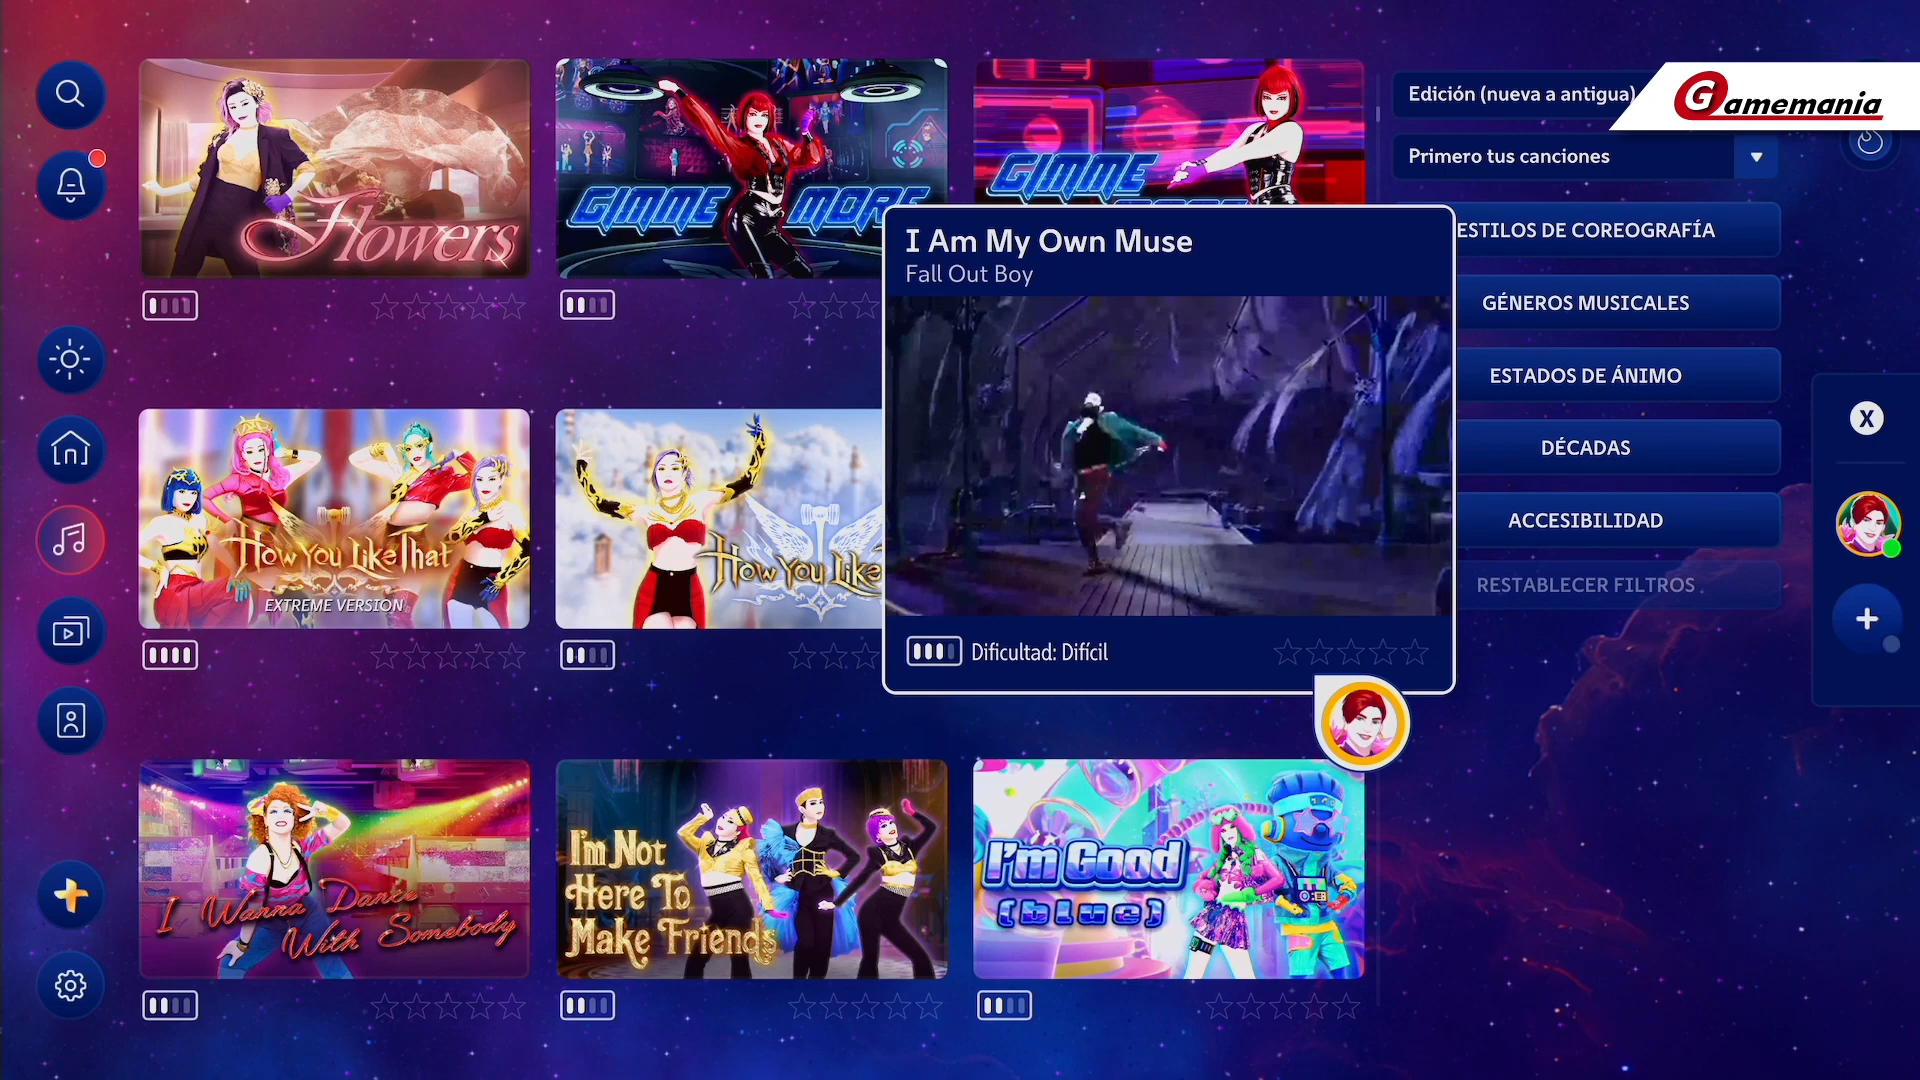 Flowers
GIMME MORE
GIMME
Edición (nueva a antigua)
Gamemania
Primero tus canciones
I Am My Own Muse
Fall Out Boy
Dificultad: Difícil
ESTILOS DE COREOGRAFÍA
GÉNEROS MUSICALES
ESTADOS DE ÁNIMO
DÉCADAS
ACCESIBILIDAD
RESTABLECER FILTROS
X
How You Like That
EXTREME VERSION
How You Like
I Wanna Dance
With Somebody
I'm Not
Here To
Make Friends
I'm Good
(blue)